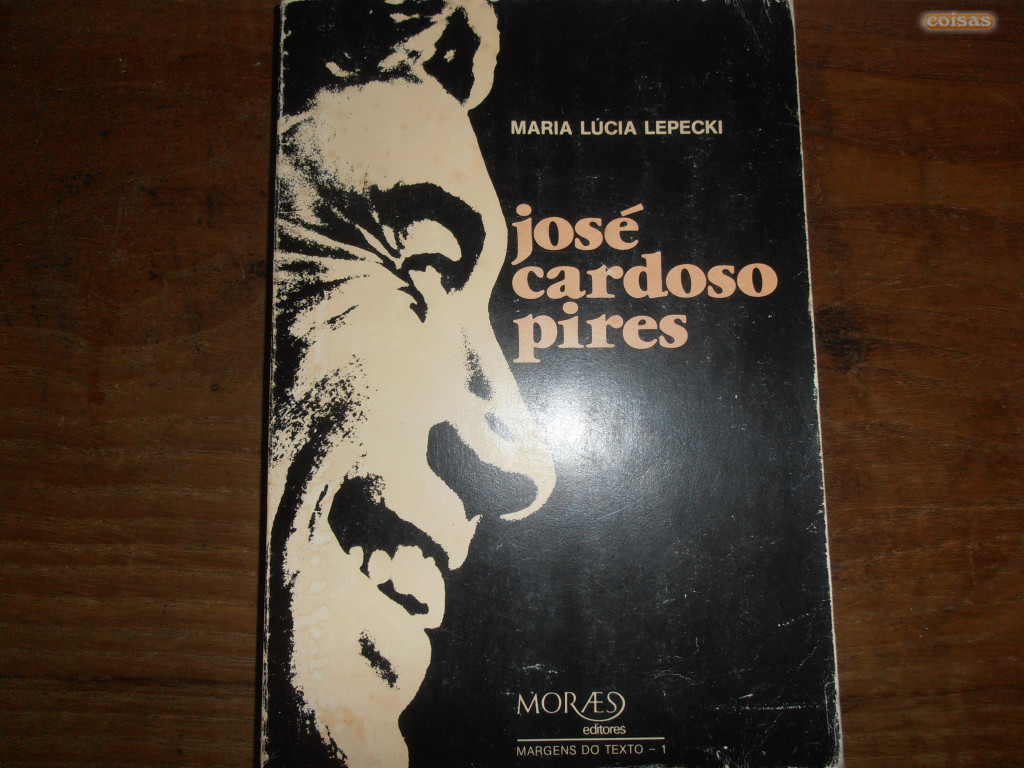 coisas
MARIA LÚCIA LEPECKI
josé
cardoso
pires
MORÆS
editores
MARGENS DO TEXTO - 1